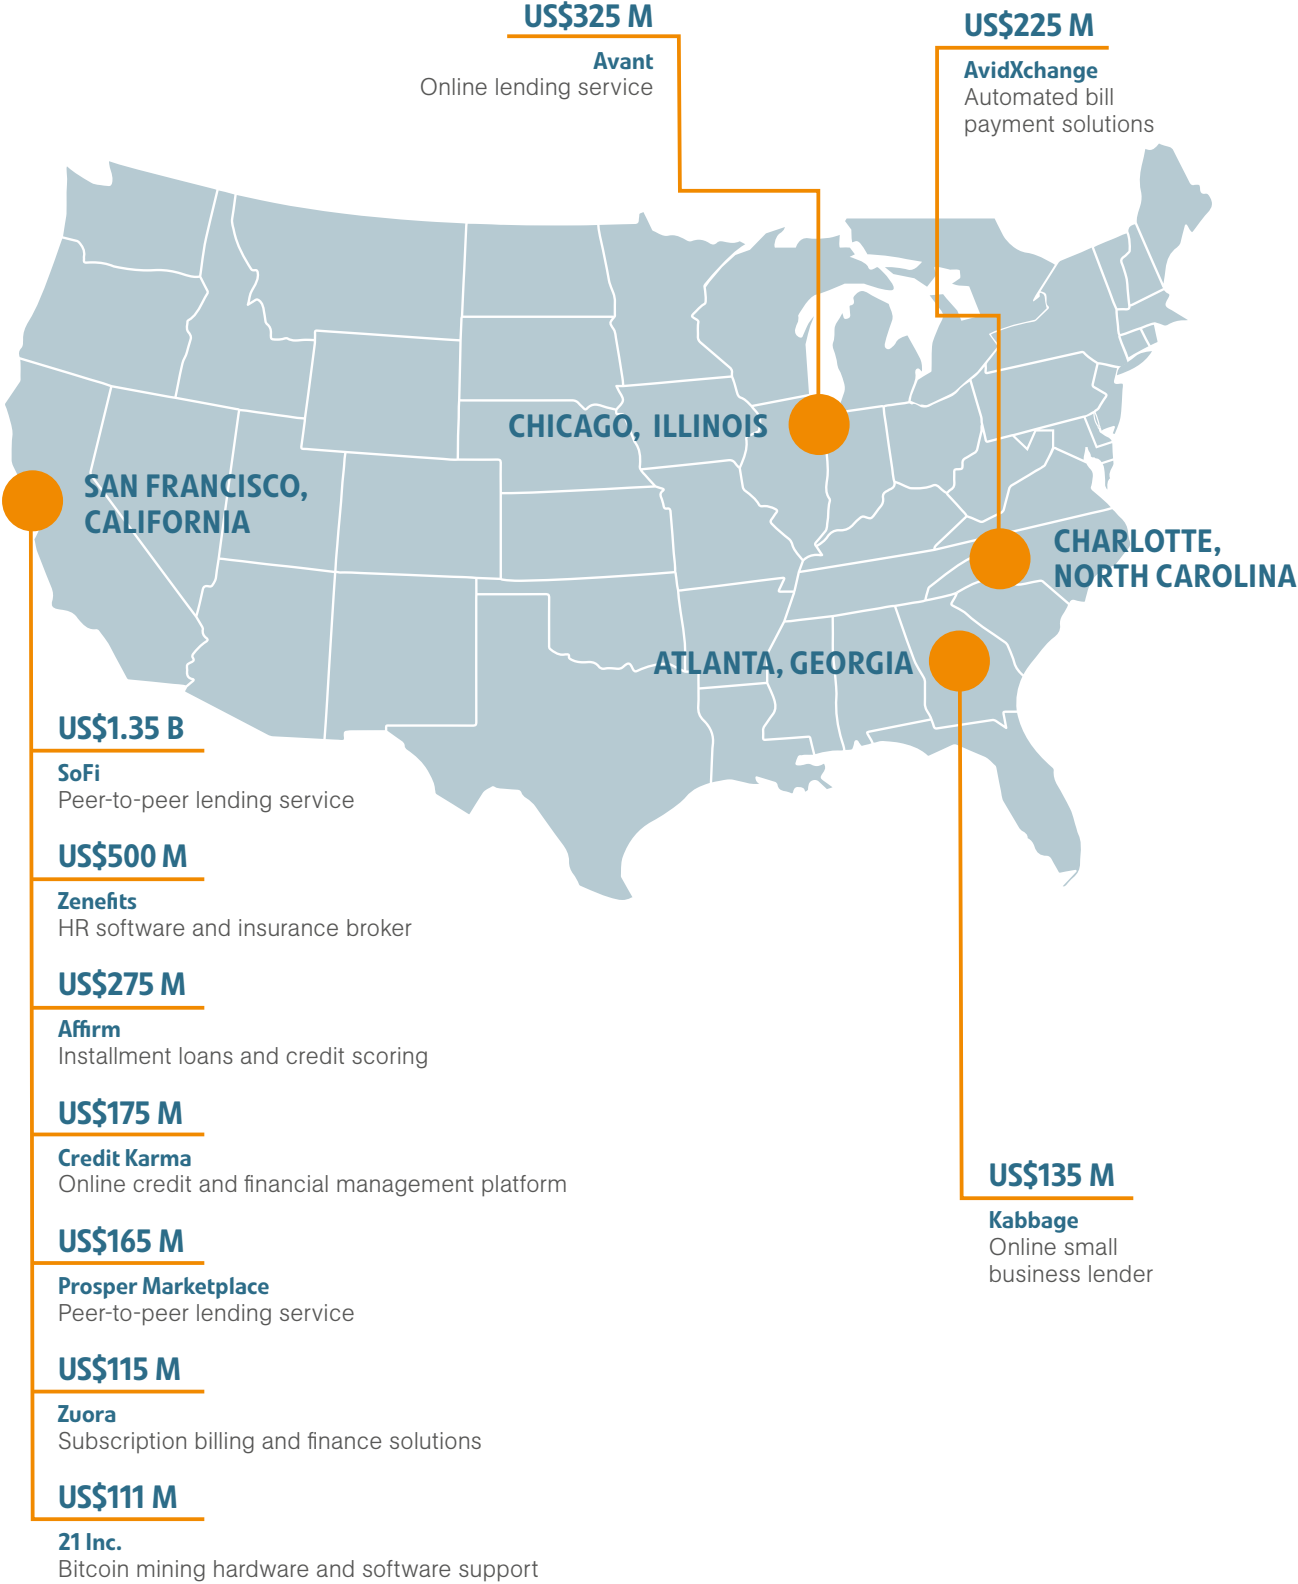 US$325 M
Avant
Online lending service
US$225 M
AvidXchange
Automated bill
payment solutions
CHICAGO, ILLINOIS
SAN FRANCISCO,
CALIFORNIA
CHARLOTTE,
NORTH CAROLINA
ATLANTA, GEORGIA
US$1.35 B
SoFi
Peer-to-peer lending service
US$500 M
Zenefits
HR software and insurance broker
US$275 M
Affirm
Installment loans and credit scoring
US$175 M
Credit Karma
Online credit and financial management platform
US$165 M
Prosper Marketplace
Peer-to-peer lending service
US$115 M
Zuora
Subscription billing and finance solutions
US$111 M
21 Inc.
Bitcoin mining hardware and software support
US$135 M
Kabbage
Online small
business lender